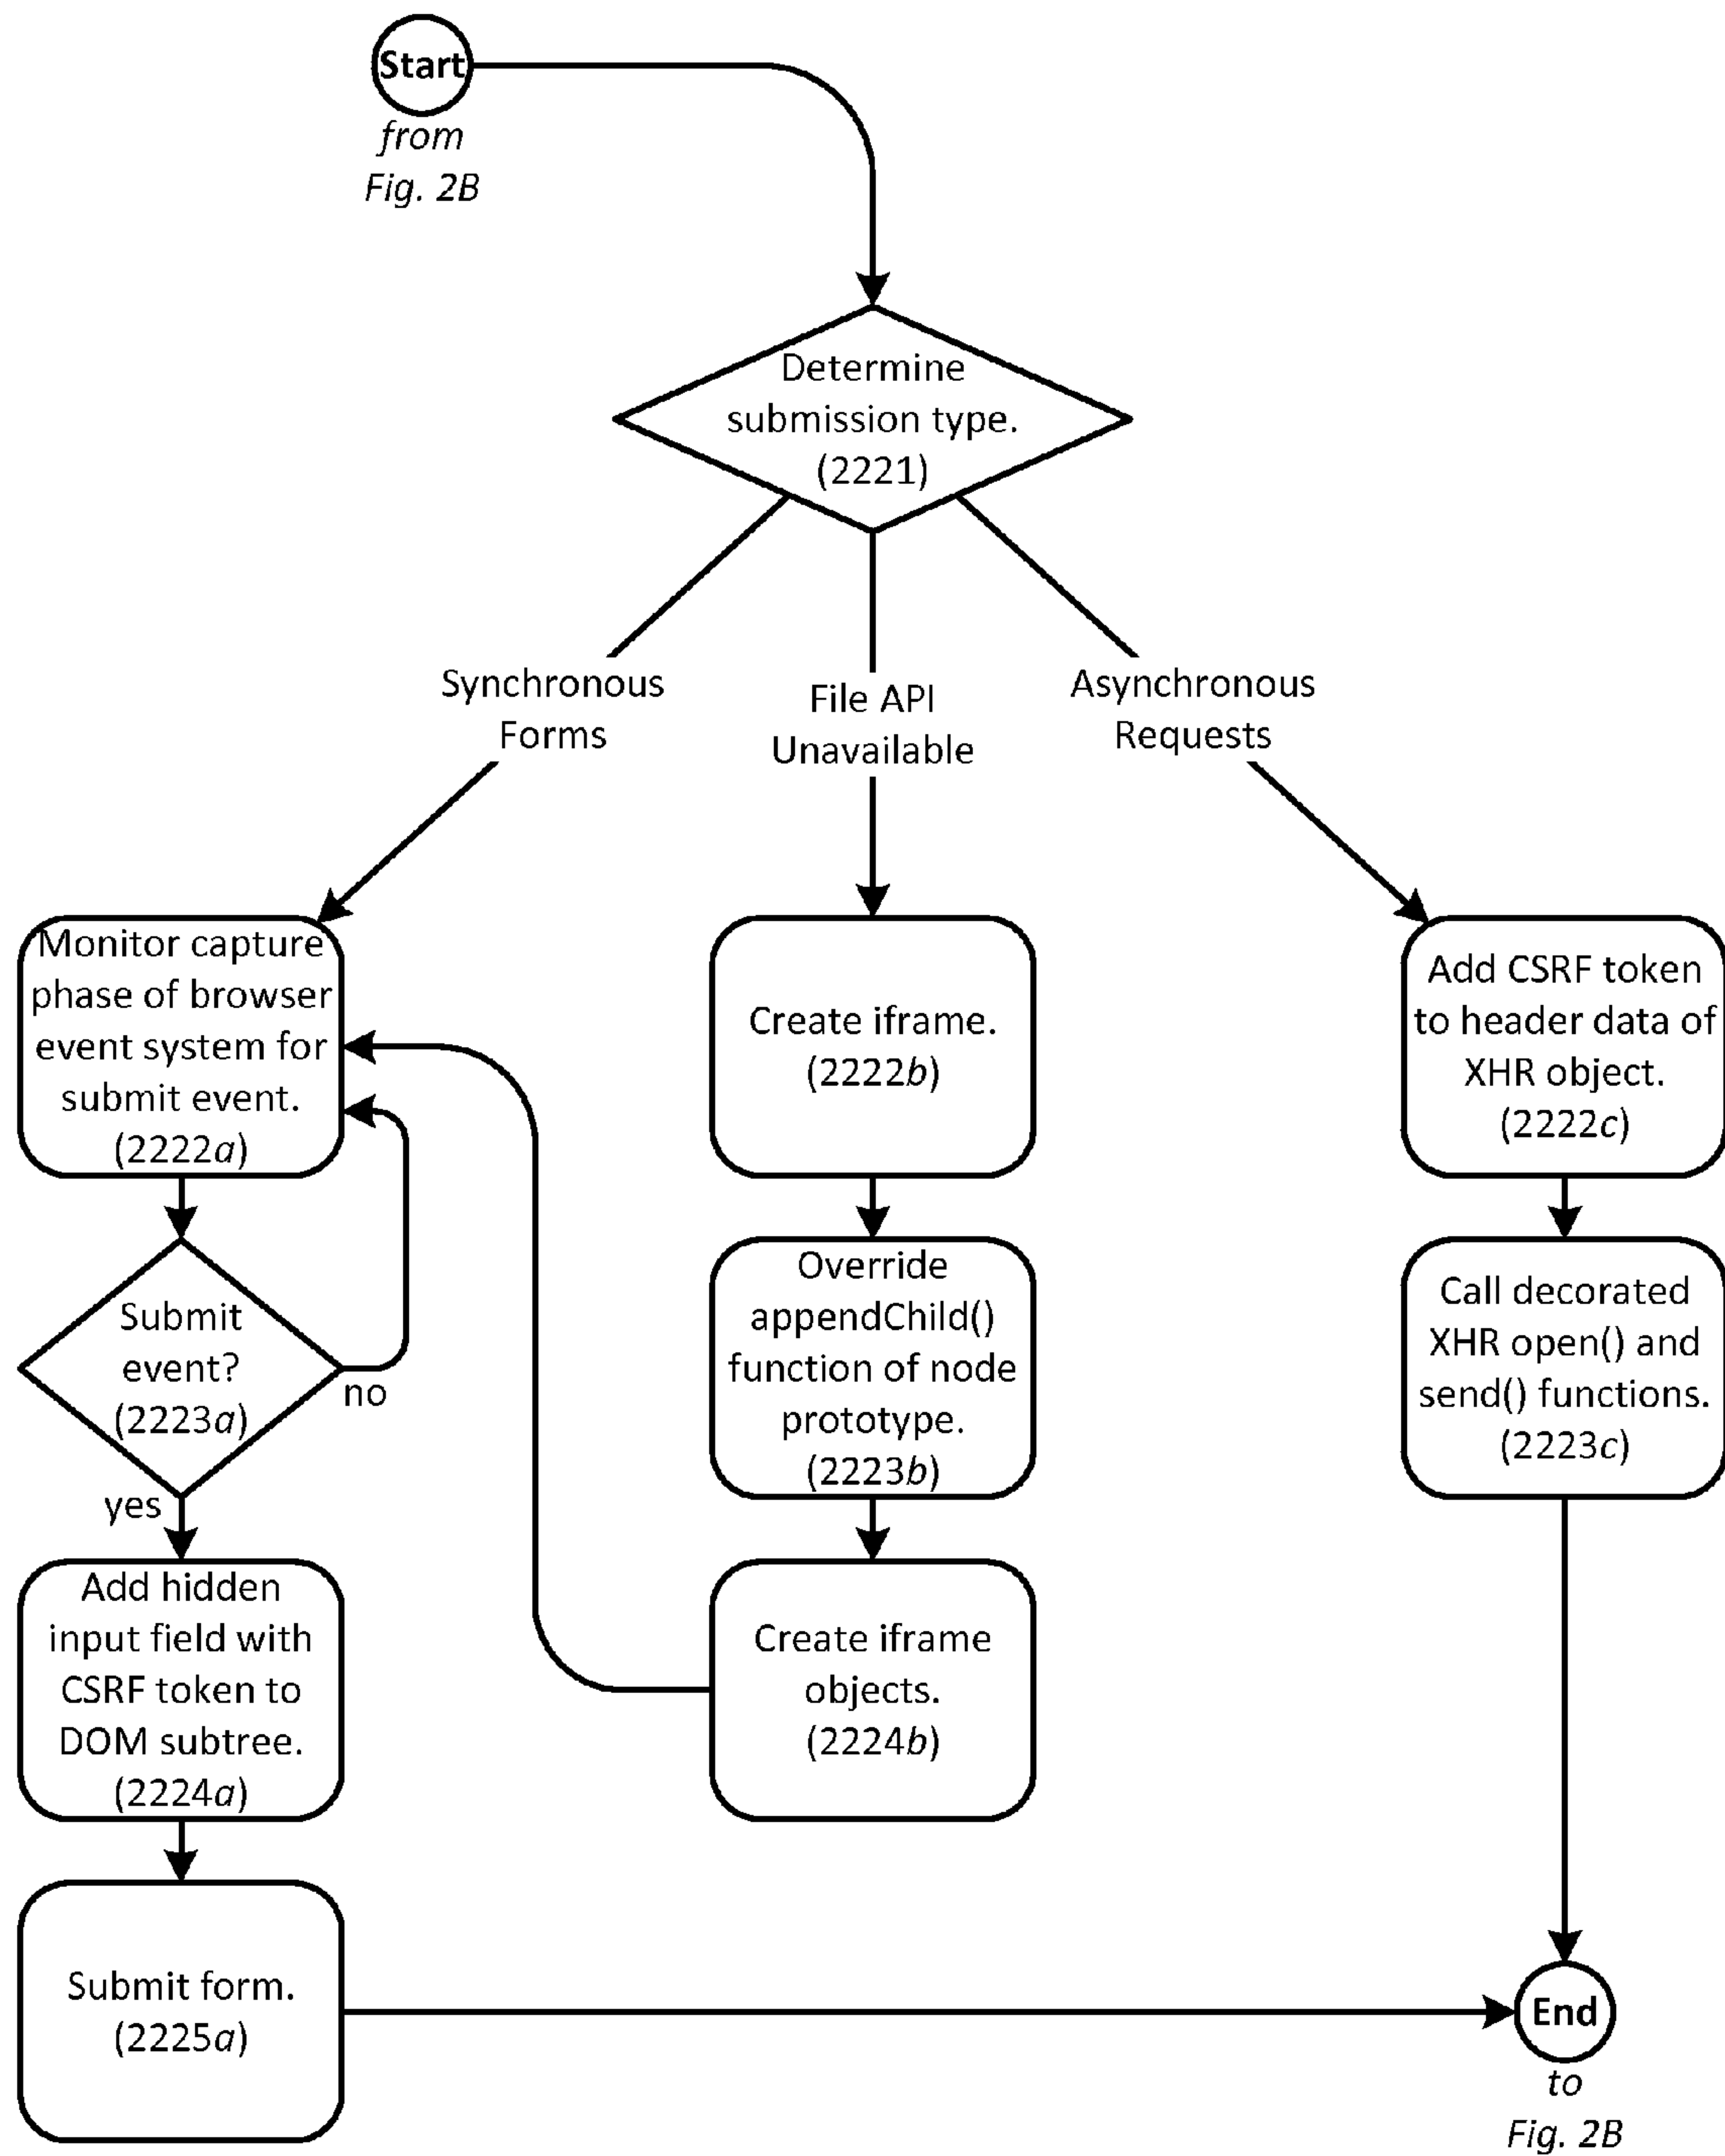 Start
from
Fig. 2B
Determine
submission type.
(2221)
Synchronous
Forms
File API
Unavailable
Asynchronous
Requests
Monitor capture
phase of browser
event system for
submit event.
(2222a)
Create iframe.
(2222b)
Add CSRF token
to header data of
XHR object.
(2222c)
Submit
event?
(2223a)
no
yes
Override
appendChild()
function of node
prototype.
(2223b)
Call decorated
XHR open() and
send() functions.
(2223c)
Add hidden
input field with
CSRF token to
DOM subtree.
(2224a)
Create iframe
objects.
(2224b)
Submit form.
(2225a)
End
to
Fig. 2B